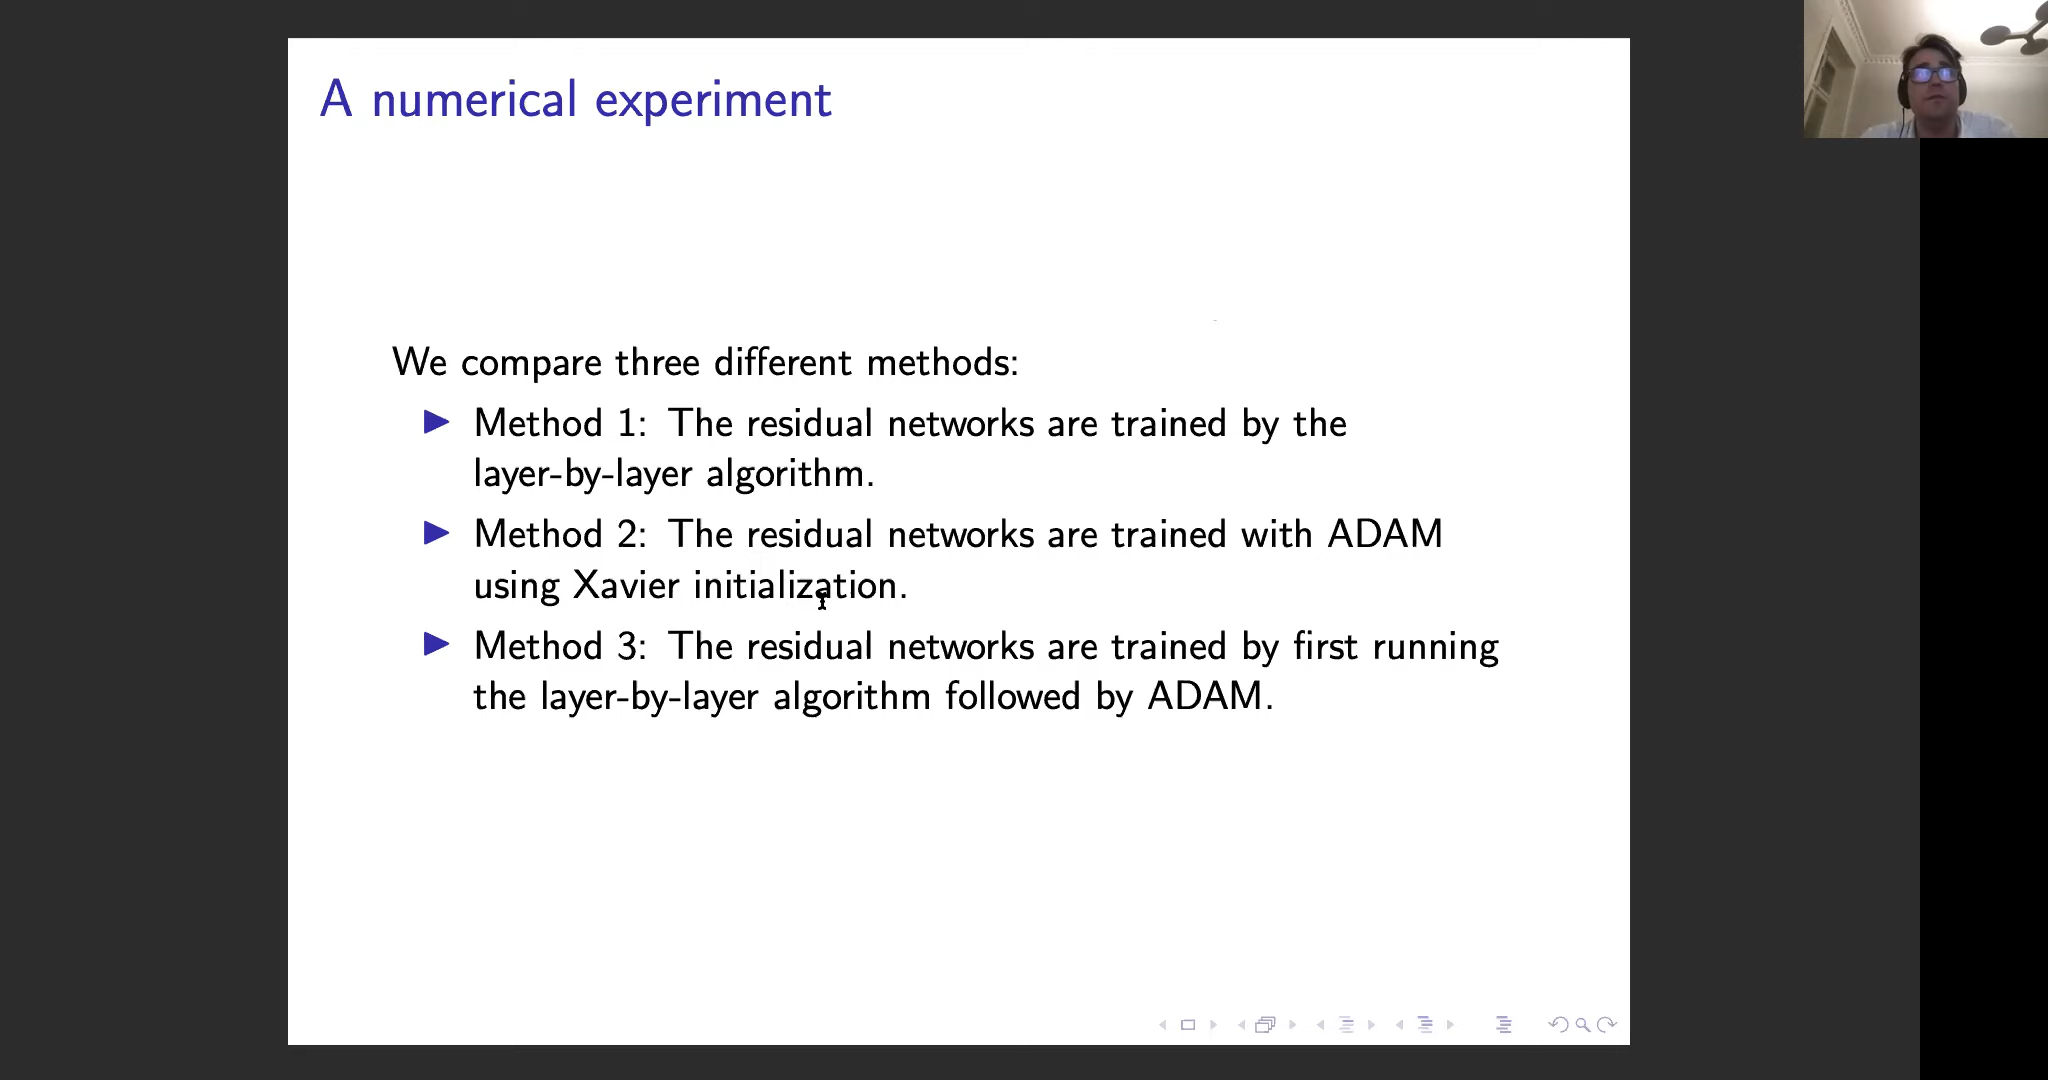 A numerical experiment
We compare three different methods:
Method 1: The residual networks are trained by the
layer-by-layer algorithm.
Method 2: The residual networks are trained with ADAM
using Xavier initialization.
Method 3: The residual networks are trained by first running
the layer-by-layer algorithm followed by ADAM.